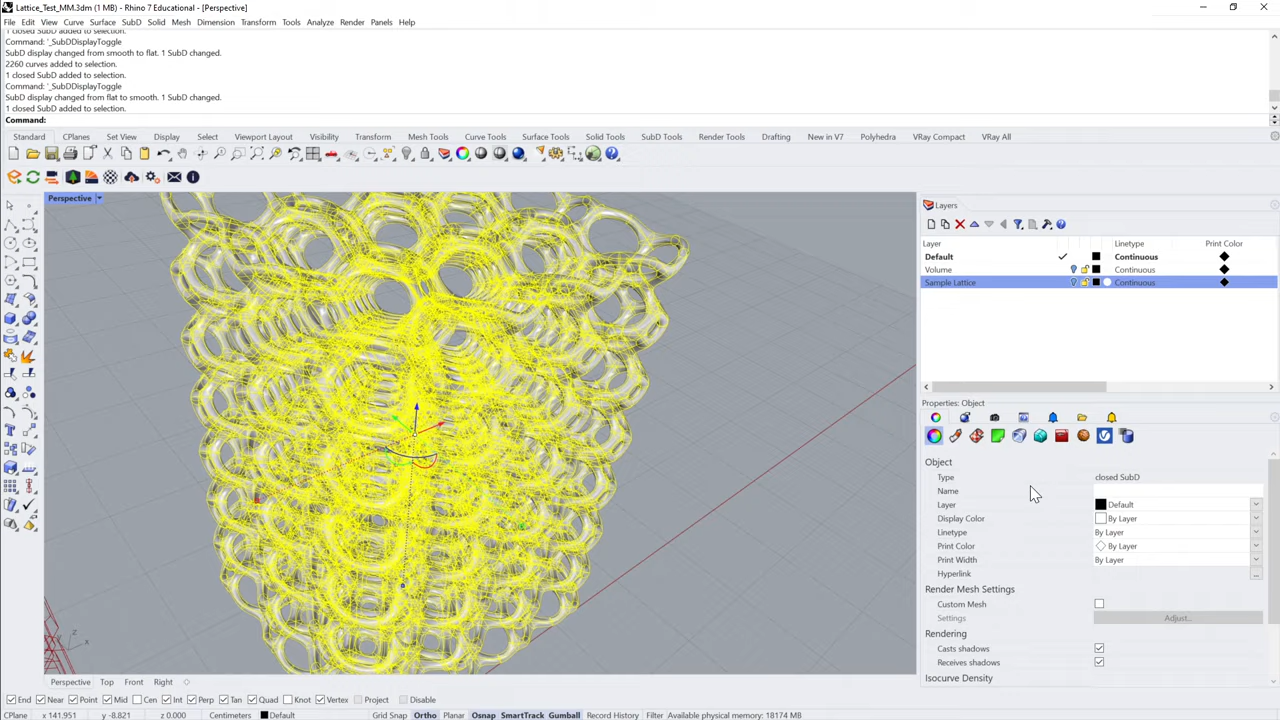 Lattice_Test_MM.3dm (1 MB) - Rhino 7 Educational - [Perspective]
File Edit View Curve Surface SubD Solid Mesh Dimension Transform Tools Analyze Render Panels Help
1 closed SubD added to selection.
Command: '_SubDDisplayToggle
SubD display changed from smooth to flat. 1 SubD changed.
2260 curves added to selection.
1 closed SubD added to selection.
Command: '_SubDDisplayToggle
SubD display changed from flat to smooth. 1 SubD changed.
1 closed SubD added to selection.
Command:
Standard CPlanes Set View Display Select Viewport Layout Visibility Transform Mesh Tools Curve Tools Surface Tools Solid Tools SubD Tools Render Tools Drafting New in V7 Polyhedra VRay Compact VRay All
Perspective
Layers
Layer Linetype Print Color
Default Continuous
Volume Continuous
Sample Lattice Continuous
Properties: Object
Object
Type closed SubD
Name
Layer Default
Display Color By Layer
Linetype By Layer
Print Color By Layer
Print Width By Layer
Hyperlink ...
Render Mesh Settings
Custom Mesh
Settings Adjust...
Rendering
Casts shadows
Receives shadows
Isocurve Density
z
y
x
Perspective Top Front Right
End Near Point Mid Cen Int Perp Tan Quad Knot Vertex Project Disable
CPlane x 141.951 y -8.821 z 0.000 Centimeters Default Grid Snap Ortho Planar Osnap SmartTrack Gumball Record History Filter Available physical memory: 18174 MB